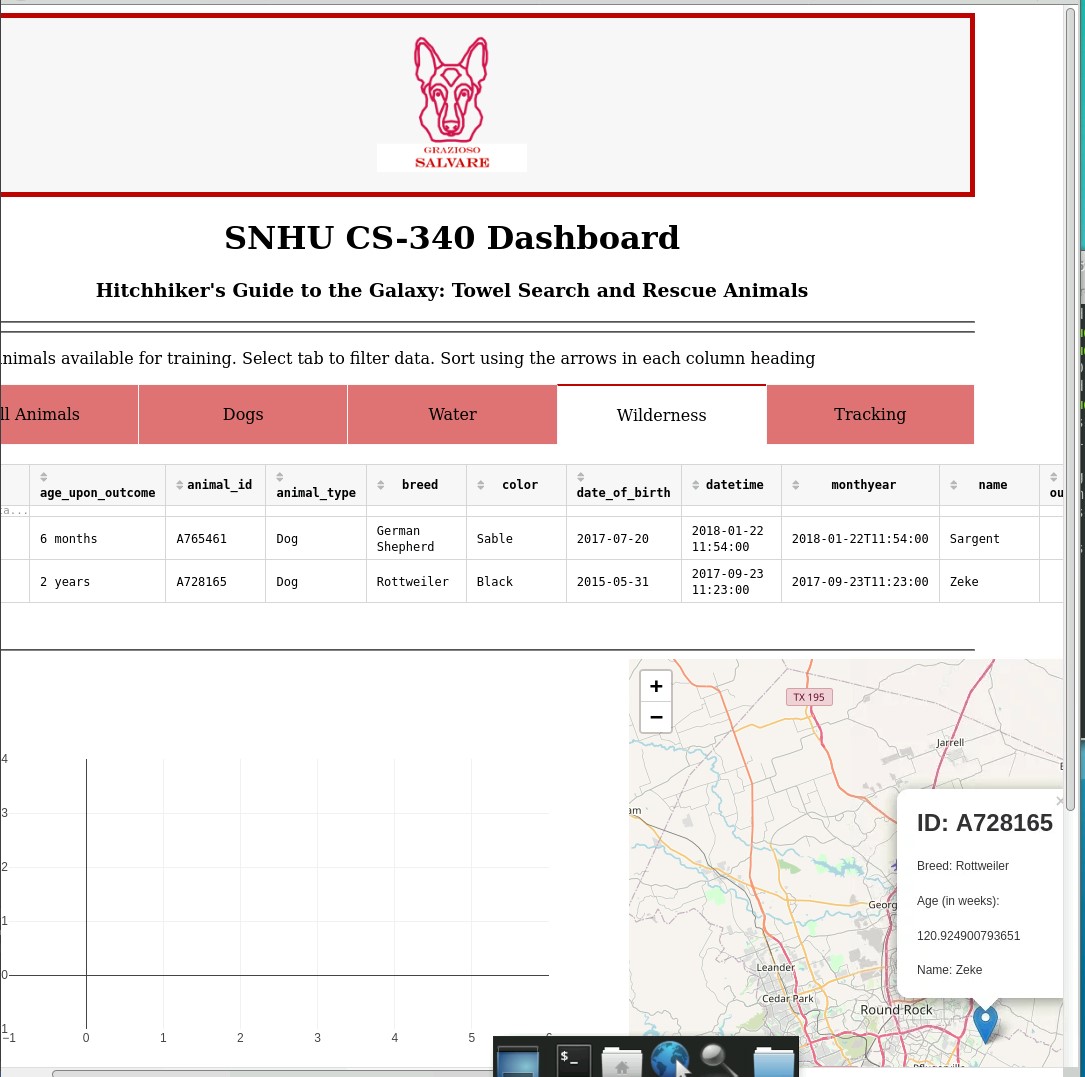 GRAZIOSO
SALVARE
SNHU CS-340 Dashboard
Hitchhiker's Guide to the Galaxy: Towel Search and Rescue Animals
nimals available for training. Select tab to filter data. Sort using the arrows in each column heading
ll Animals Dogs Water Wilderness Tracking
age_upon_outcome animal_id animal_type breed color date_of_birth datetime monthyear name ou
ta...
6 months A765461 Dog German Shepherd Sable 2017-07-20 2018-01-22 11:54:00 2018-01-22T11:54:00 Sargent
2 years A728165 Dog Rottweiler Black 2015-05-31 2017-09-23 11:23:00 2017-09-23T11:23:00 Zeke
4
3
2
1
0
1
−1 0 1 2 3 4 5 6
+
−
TX 195
Jarrell
am
Georg
Leander
Cedar Park
Round Rock
Pflugerville
×
ID: A728165
Breed: Rottweiler
Age (in weeks):
120.924900793651
Name: Zeke
$_